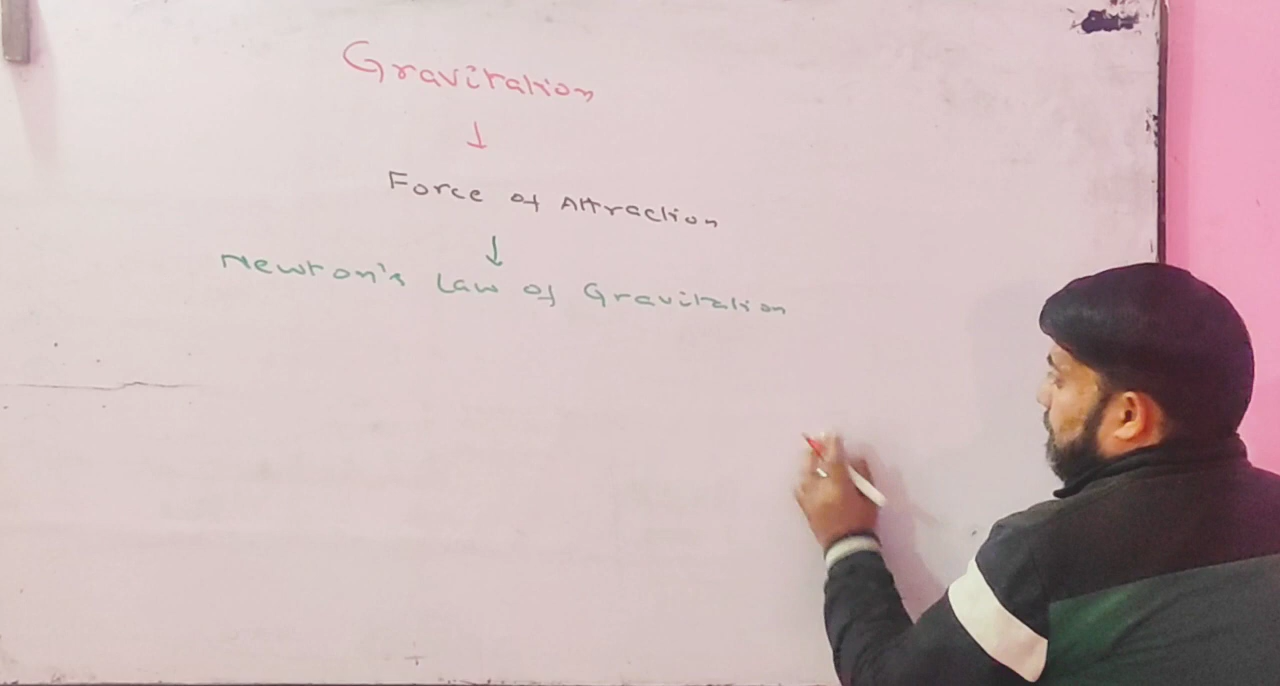 Gravitation
↓
Force of Attraction
↓
Newton's Law of Gravitation